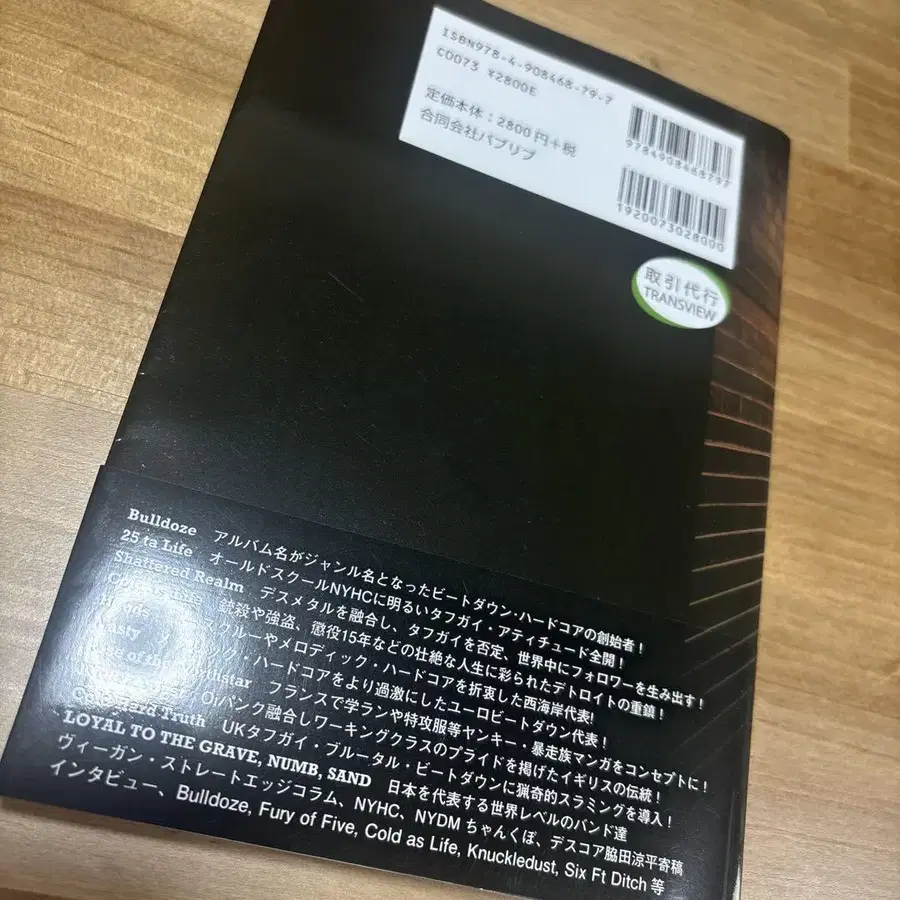 ISBN978-4-908468-79-7
C0073 ¥2800E
定価本体：2800円+税
合同会社パブリブ
9784908468797
1920073028000
取引代行
TRANSVIEW
Bulldoze アルバム名がジャンル名となったビートダウン・ハードコアの創始者！
25 ta Life オールドスクールNYHCに明るいタフガイ・アティチュード全開！
Shattered Realm デスメタルを融合し、タフガイを否定、世界中にフォロワーを生み出す！
銃殺や強盗、懲役15年などの壮絶な人生に彩られたデトロイトの重鎮！
クルーやメロディック・ハードコアを折衷した西海岸代表!
ク・ハードコアをより過激にしたユーロビートダウン代表！
thstar フランスで学ランや特攻服等ヤンキー・暴走族マンガをコンセプトに！
Oiパンク融合しワーキングクラスのプライドを掲げたイギリスの伝統！
Hard Truth UKタフガイ・ブルータル・ビートダウンに猟奇的スラミングを導入！
LOYAL TO THE GRAVE, NUMB, SAND 日本を代表する世界レベルのバンド達
ヴィーガン・ストレートエッジコラム、NYHC、NYDM ちゃんくぼ、デスコア脇田涼平寄稿
インタビュー、Bulldoze, Fury of Five, Cold as Life, Knuckledust, Six Ft Ditch 等